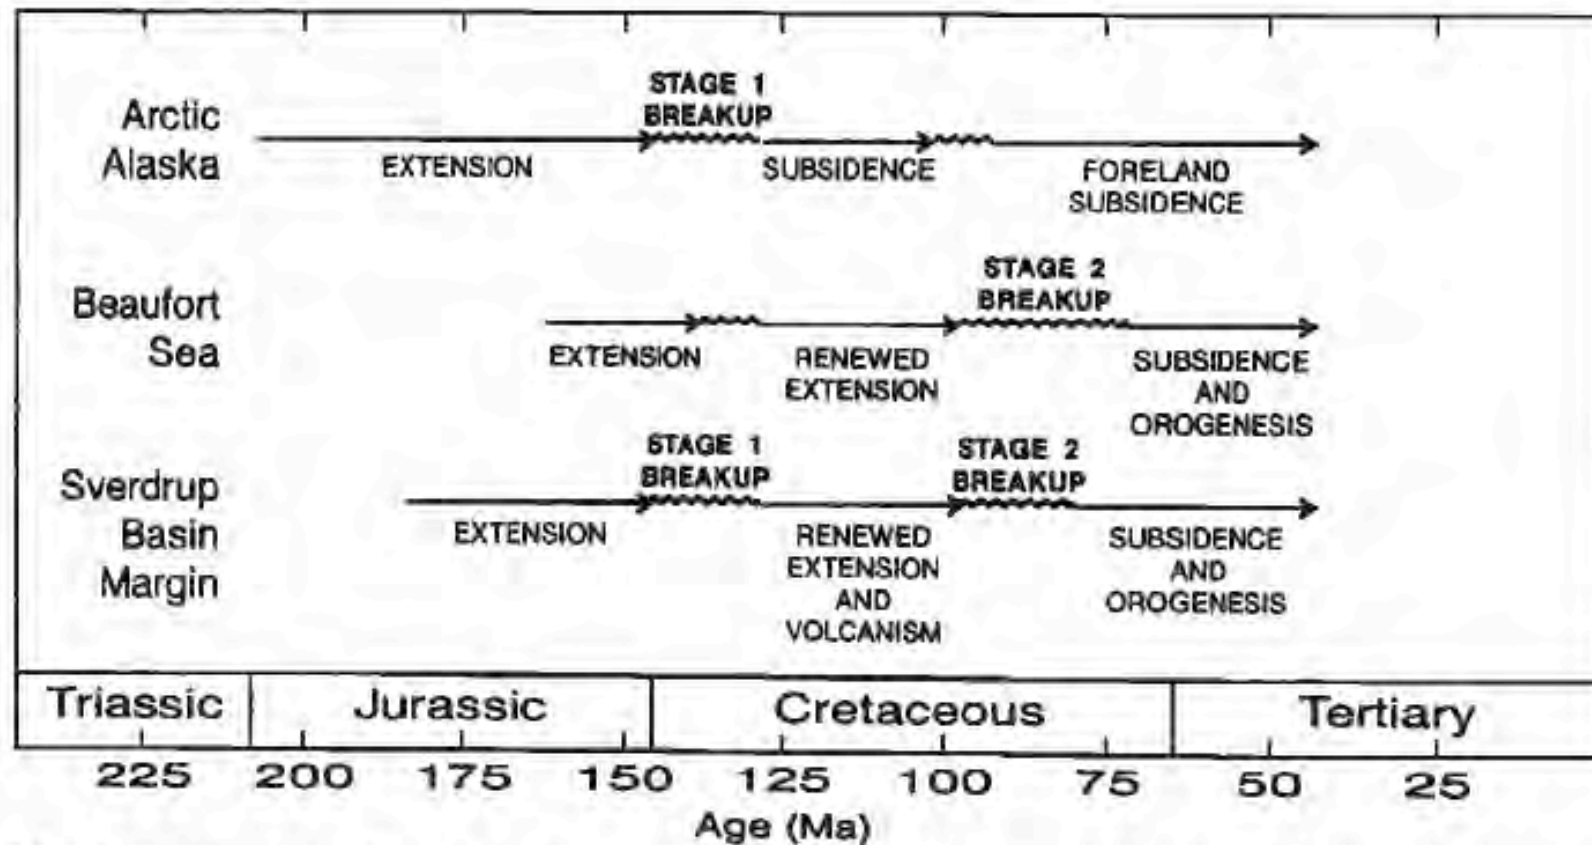 Arctic
Alaska
STAGE 1
BREAKUP
EXTENSION
SUBSIDENCE
FORELAND
SUBSIDENCE
Beaufort
Sea
STAGE 2
BREAKUP
EXTENSION
RENEWED
EXTENSION
SUBSIDENCE
AND
OROGENESIS
Sverdrup
Basin
Margin
STAGE 1
BREAKUP
STAGE 2
BREAKUP
EXTENSION
RENEWED
EXTENSION
AND
VOLCANISM
SUBSIDENCE
AND
OROGENESIS
Triassic Jurassic Cretaceous Tertiary
225 200 175 150 125 100 75 50 25
Age (Ma)